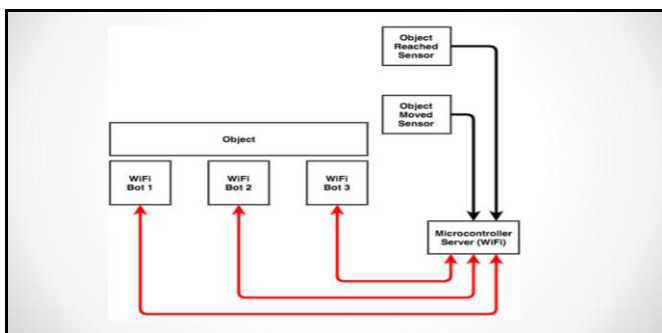 Object
Reached
Sensor
Object
Moved
Sensor
Object
WiFi
Bot 1
WiFi
Bot 2
WiFi
Bot 3
Microcontroller
Server (WiFi)